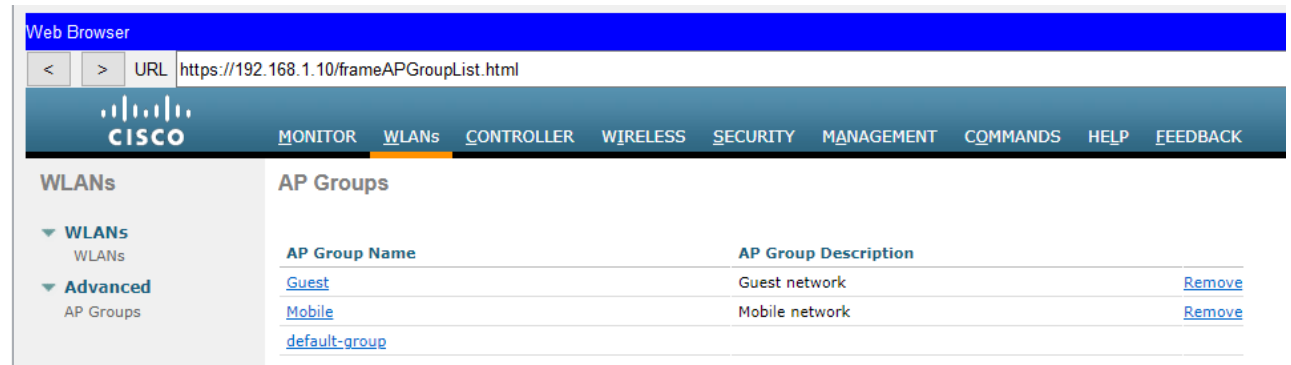 Web Browser
< > URL https://192.168.1.10/frameAPGroupList.html
CISCO
MONITOR WLANs CONTROLLER WIRELESS SECURITY MANAGEMENT COMMANDS HELP FEEDBACK
WLANs
WLANs
WLANs
Advanced
AP Groups
AP Groups
AP Group Name AP Group Description
Guest Guest network Remove
Mobile Mobile network Remove
default-group